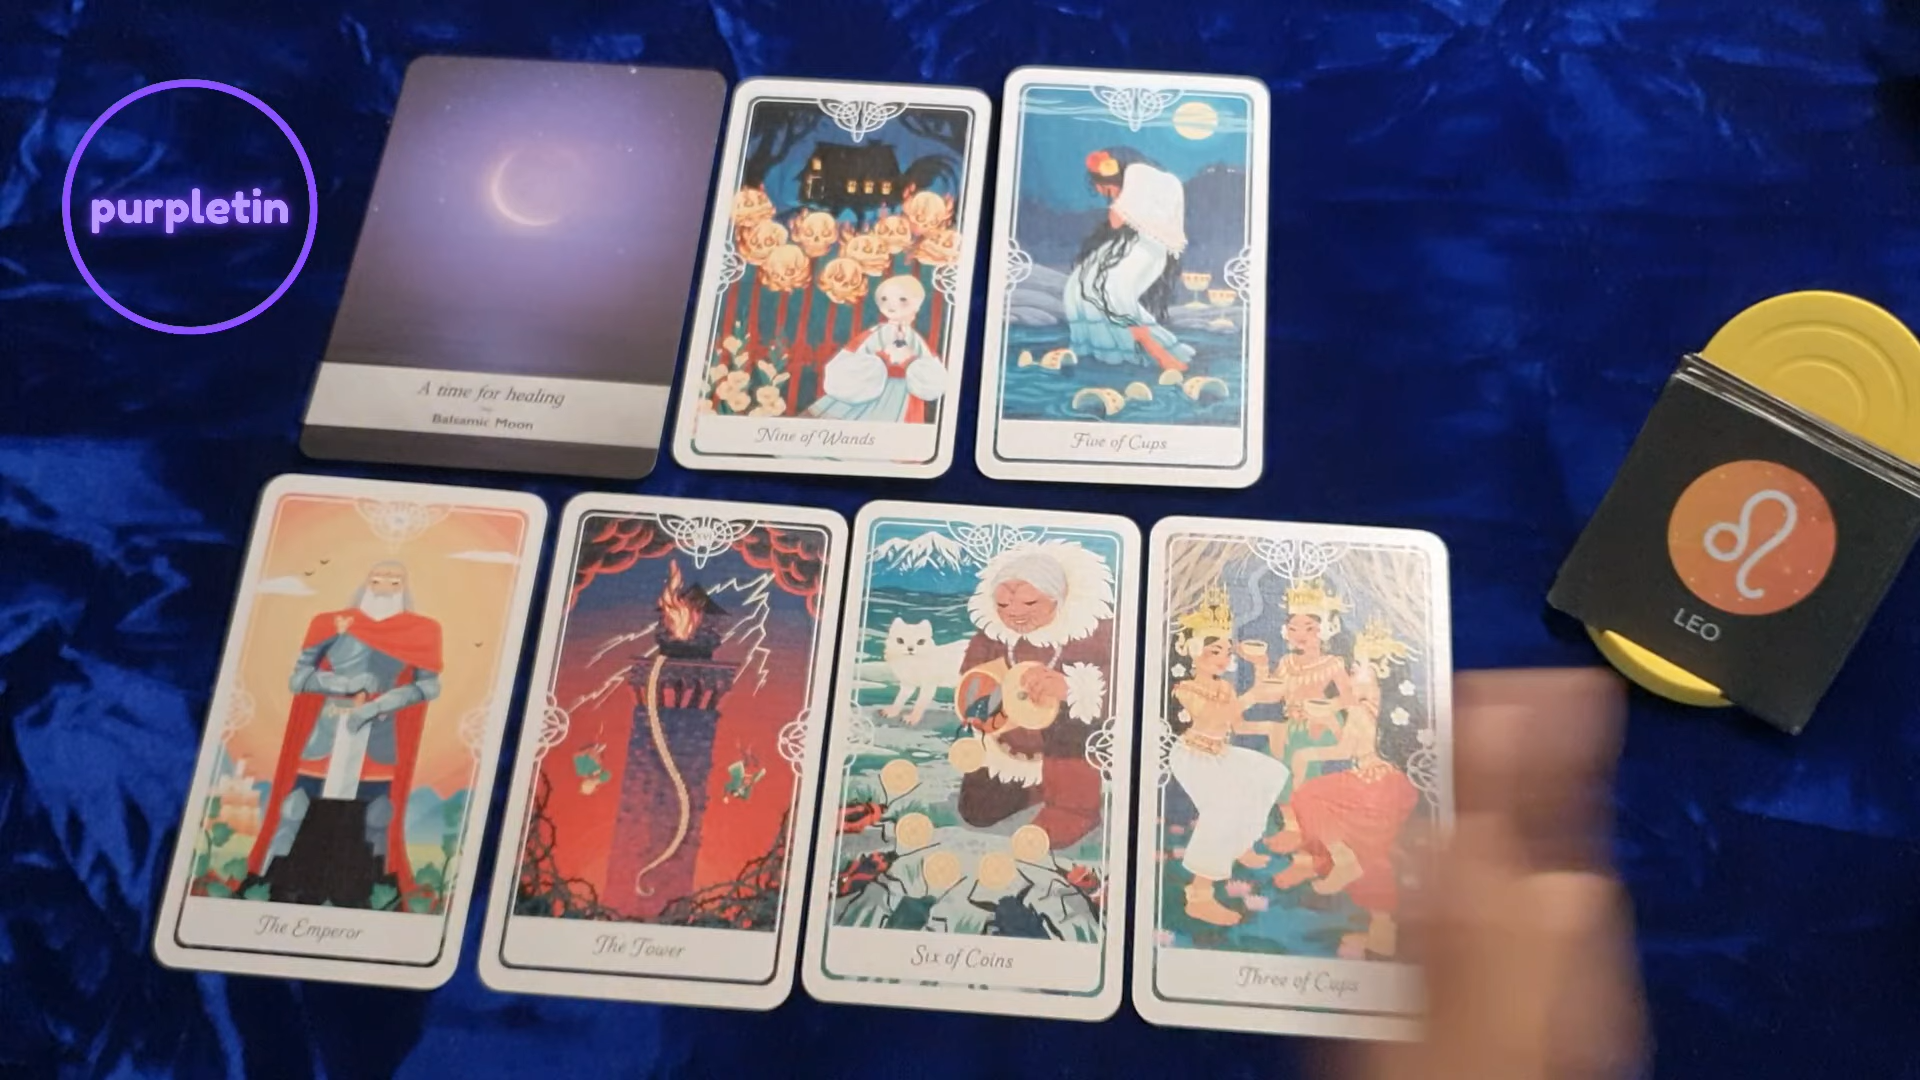 purpletin
A time for healing
Balsamic Moon
Nine of Wands
Five of Cups
LEO
The Emperor
XVI
The Tower
Six of Coins
Three of Cups